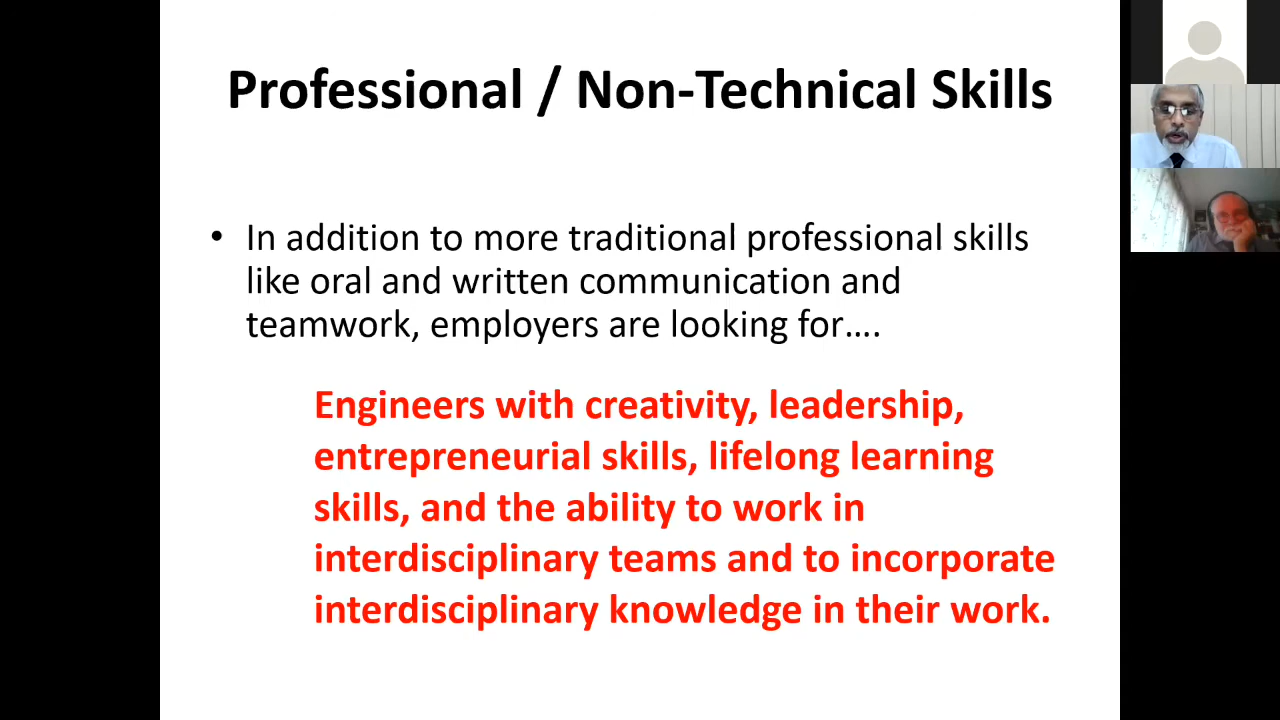 Professional / Non-Technical Skills
• In addition to more traditional professional skills
like oral and written communication and
teamwork, employers are looking for….
Engineers with creativity, leadership,
entrepreneurial skills, lifelong learning
skills, and the ability to work in
interdisciplinary teams and to incorporate
interdisciplinary knowledge in their work.